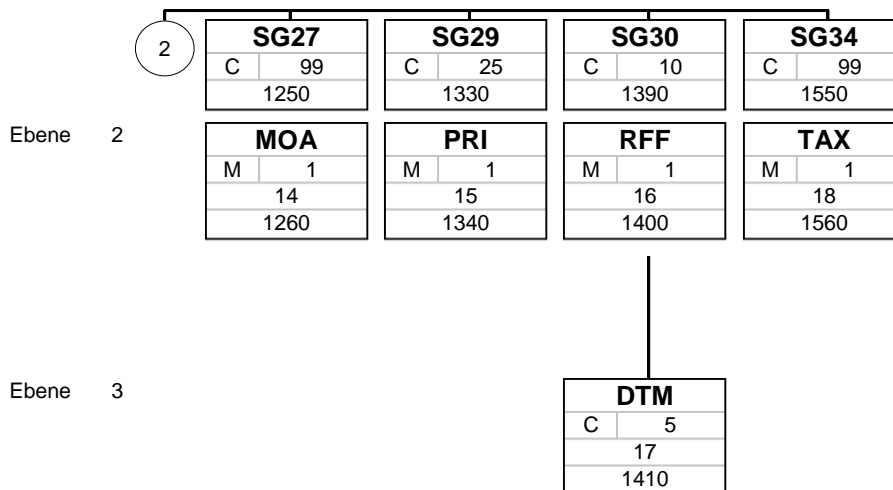 2
SG27 SG29 SG30 SG34
C 99 C 25 C 10 C 99
1250 1330 1390 1550
Ebene 2
MOA PRI RFF TAX
M 1 M 1 M 1 M 1
14 15 16 18
1260 1340 1400 1560
Ebene 3
DTM
C 5
17
1410